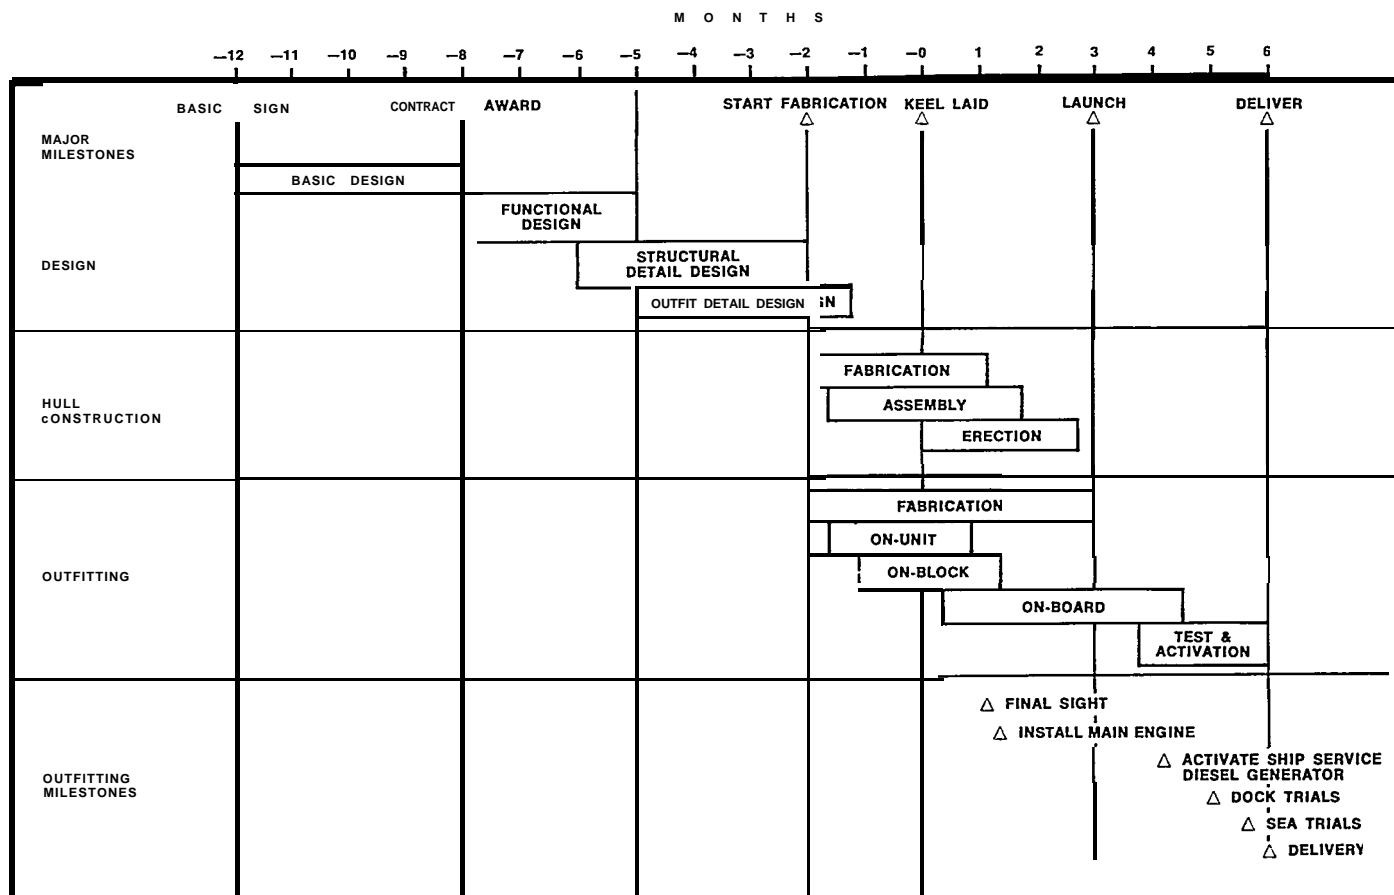 M O N T H S
—12 —11 —10 —9 —8 —7 —6 —5 —4 —3 —2 —1 —0 1 2 3 4 5 6
BASIC SIGN CONTRACT AWARD START FABRICATION KEEL LAID LAUNCH DELIVER
MAJOR
MILESTONES
BASIC DESIGN
FUNCTIONAL
DESIGN
DESIGN
STRUCTURAL
DETAIL DESIGN
OUTFIT DETAIL DESIGN GN
HULL
cONSTRUCTION
FABRICATION
ASSEMBLY
ERECTION
OUTFITTING
FABRICATION
ON-UNIT
ON-BLOCK
ON-BOARD
TEST &
ACTIVATION
OUTFITTING
MILESTONES
FINAL SIGHT
INSTALL MAIN ENGINE
ACTIVATE SHIP SERVICE
DIESEL GENERATOR
DOCK TRIALS
SEA TRIALS
DELIVERY